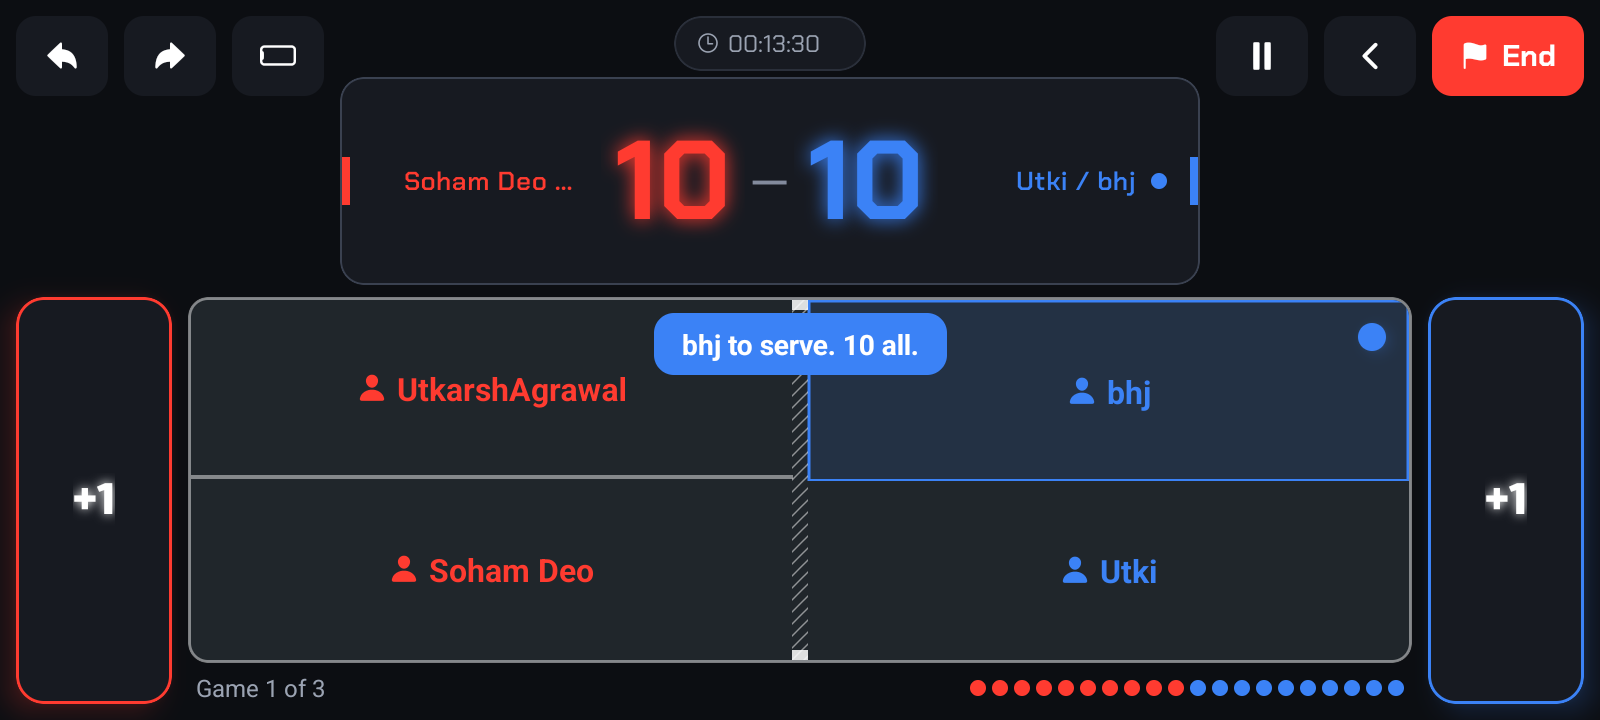 00:13:30
End
Soham Deo ...
10 – 10
Utki / bhj
bhj to serve. 10 all.
UtkarshAgrawal
bhj
+1
+1
Soham Deo
Utki
Game 1 of 3